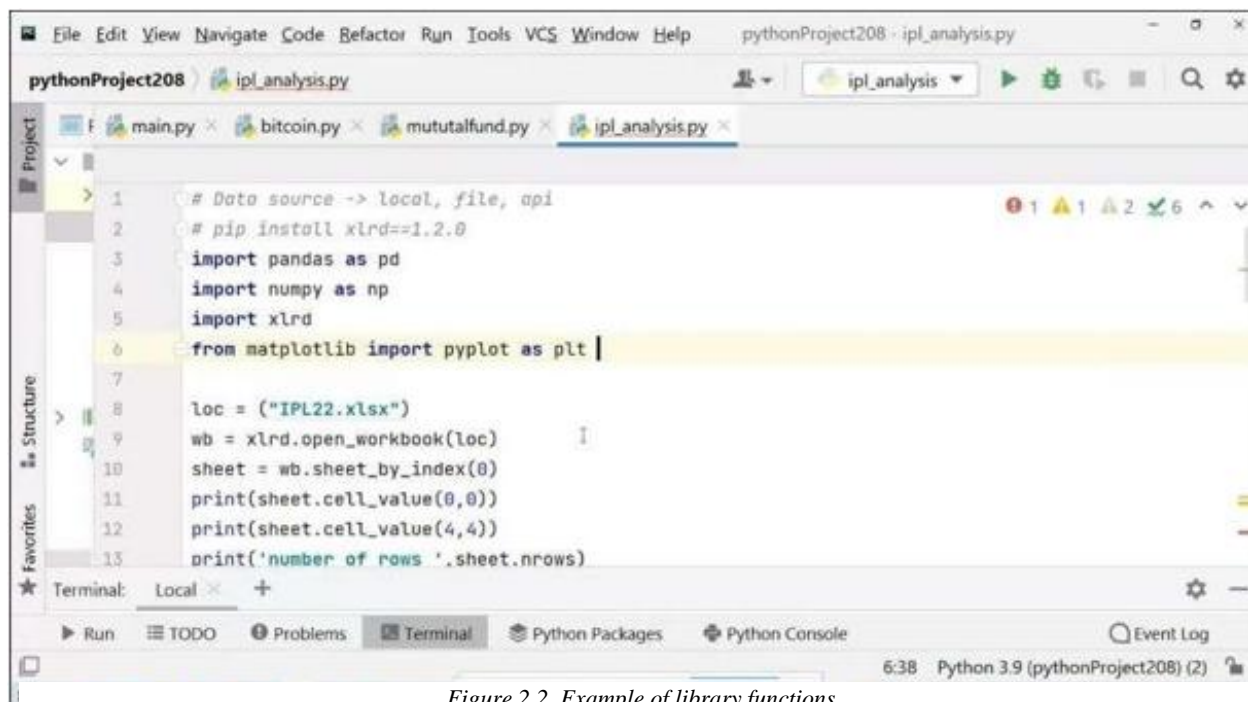 File Edit View Navigate Code Refactor Run Tools VCS Window Help pythonProject208 - ipl_analysis.py
pythonProject208 ipl_analysis.py ipl_analysis
main.py bitcoin.py mututalfund.py ipl_analysis.py
Project
1 # Data source -> local, file, api
2 # pip install xlrd==1.2.0
3 import pandas as pd
4 import numpy as np
5 import xlrd
6 from matplotlib import pyplot as plt
7
8 loc = ("IPL22.xlsx")
9 wb = xlrd.open_workbook(loc)
10 sheet = wb.sheet_by_index(0)
11 print(sheet.cell_value(0,0))
12 print(sheet.cell_value(4,4))
13 print('number of rows ',sheet.nrows)
1 1 2 6
Structure
Favorites
Terminal: Local +
Run TODO Problems Terminal Python Packages Python Console Event Log
6:38 Python 3.9 (pythonProject208) (2)
Figure 2.2. Example of library functions